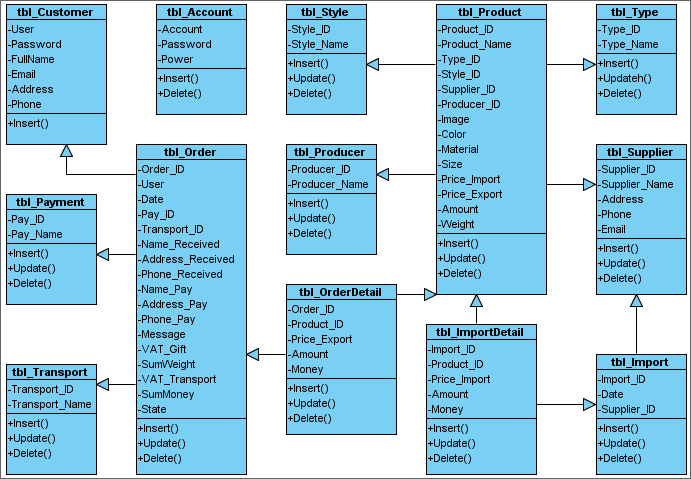 tbl_Customer
-User
-Password
-FullName
-Email
-Address
-Phone
+Insert()
tbl_Account
-Account
-Password
-Power
+Insert()
+Update()
+Delete()
tbl_Style
-Style_ID
-Style_Name
+Insert()
+Update()
+Delete()
tbl_Product
-Product_ID
-Product_Name
-Type_ID
-Style_ID
-Supplier_ID
-Producer_ID
-Image
-Color
-Material
-Size
-Price_Import
-Price_Export
-Amount
-Weight
+Insert()
+Update()
+Delete()
tbl_Type
-Type_ID
-Type_Name
+Insert()
+Updateh()
+Delete()
tbl_Order
-Order_ID
-User
-Date
-Pay_ID
-Transport_ID
-Name_Received
-Address_Received
-Phone_Received
-Name_Pay
-Address_Pay
-Phone_Pay
-Message
-VAT_Gift
-SumWeight
-VAT_Transport
-SumMoney
-State
+Insert()
+Update()
+Delete()
tbl_Producer
-Producer_ID
-Producer_Name
+Insert()
+Update()
+Delete()
tbl_Supplier
-Supplier_ID
-Supplier_Name
-Address
-Phone
-Email
+Insert()
+Update()
+Delete()
tbl_Payment
-Pay_ID
-Pay_Name
+Insert()
+Update()
+Delete()
tbl_OrderDetail
-Order_ID
-Product_ID
-Price_Export
-Amount
-Money
+Insert()
+Update()
+Delete()
tbl_ImportDetail
-Import_ID
-Product_ID
-Price_Import
-Amount
-Money
+Insert()
+Update()
+Delete()
tbl_Import
-Import_ID
-Date
-Supplier_ID
+Insert()
+Update()
+Delete()
tbl_Transport
-Transport_ID
-Transport_Name
+Insert()
+Update()
+Delete()